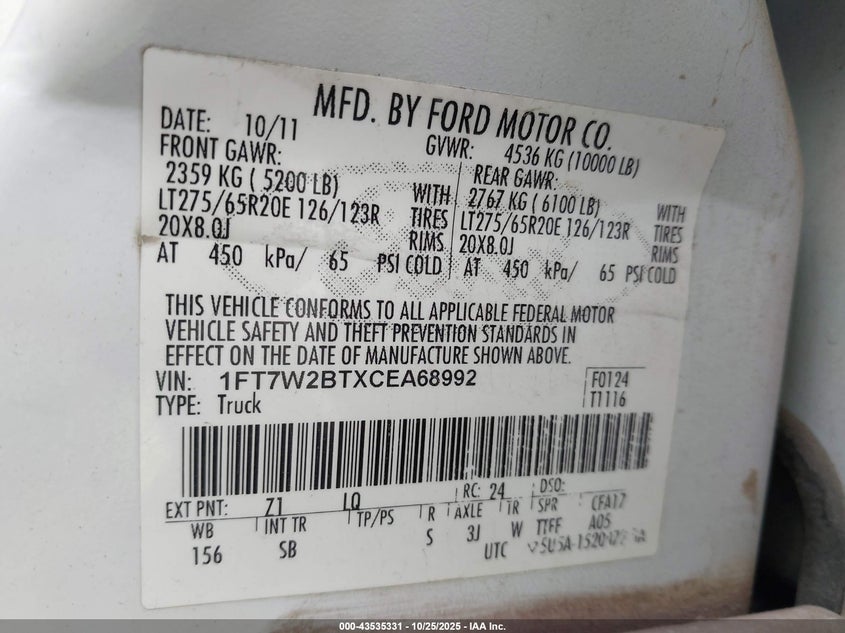 MFD. BY FORD MOTOR CO.
DATE: 10/11 GVWR: 4536 KG (10000 LB)
FRONT GAWR: REAR GAWR:
2359 KG ( 5200 LB) WITH 2767 KG ( 6100 LB) WITH
LT275/65R20E 126/123R TIRES LT275/65R20E 126/123R TIRES
20X8.0J RIMS 20X8.0J RIMS
AT 450 kPa/ 65 PSI COLD AT 450 kPa/ 65 PSI COLD
THIS VEHICLE CONFORMS TO ALL APPLICABLE FEDERAL MOTOR
VEHICLE SAFETY AND THEFT PREVENTION STANDARDS IN
EFFECT ON THE DATE OF MANUFACTURE SHOWN ABOVE.
VIN: 1FT7W2BTXCEA68992 F0124
TYPE: Truck T1116
EXT PNT: Z1 LQ RC: 24 DSO:
WB INT TR TP/PS R AXLE TR SPR CFA17
156 SB S 3J W A05
UTC
000-43535331 - 10/25/2025 - IAA Inc.